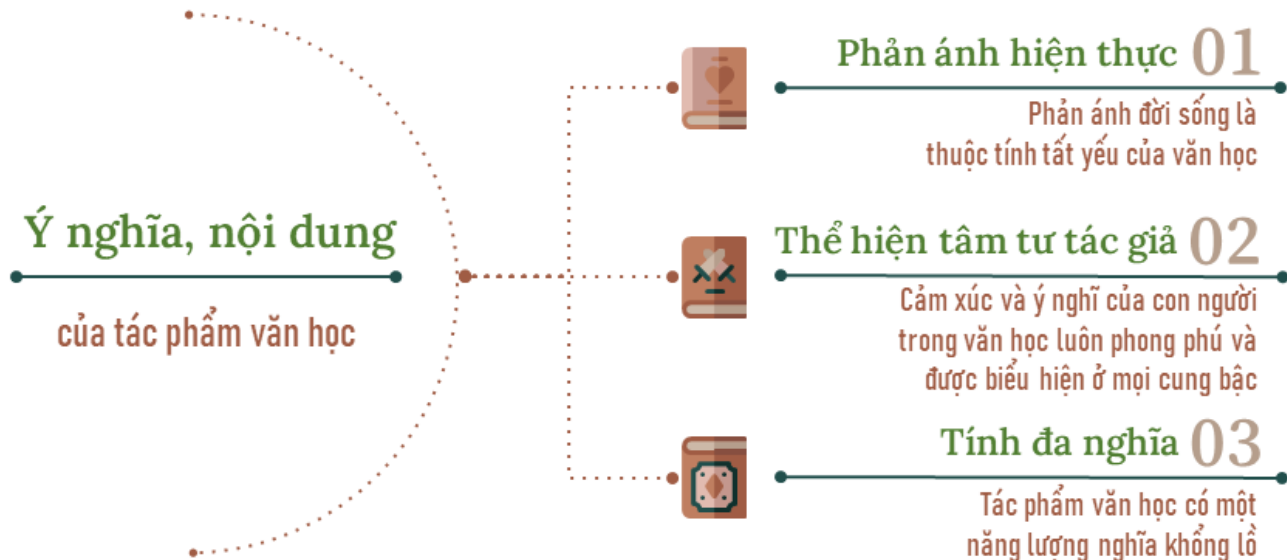 Ý nghĩa, nội dung
của tác phẩm văn học
Phản ánh hiện thực 01
Phản ánh đời sống là
thuộc tính tất yếu của văn học
Thể hiện tâm tư tác giả 02
Cảm xúc và ý nghĩ của con người
trong văn học luôn phong phú và
được biểu hiện ở mọi cung bậc
Tính đa nghĩa 03
Tác phẩm văn học có một
năng lượng nghĩa khổng lồ